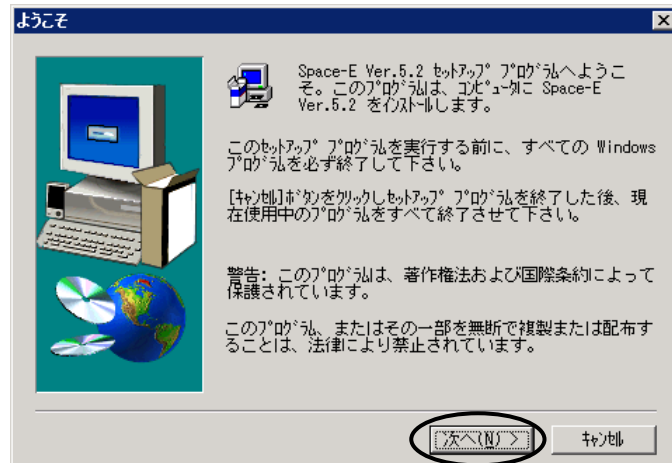 ようこそ
Space-E Ver.5.2 ｾｯﾄｱｯﾌﾟ ﾌﾟﾛｸﾞﾗﾑへようこ
そ。このﾌﾟﾛｸﾞﾗﾑは、ｺﾝﾋﾟｭｰﾀに Space-E
Ver.5.2 をｲﾝｽﾄｰﾙします。
このｾｯﾄｱｯﾌﾟ ﾌﾟﾛｸﾞﾗﾑを実行する前に、すべての Windows
ﾌﾟﾛｸﾞﾗﾑを必ず終了して下さい。
[ｷｬﾝｾﾙ]ﾎﾞﾀﾝをｸﾘｯｸしｾｯﾄｱｯﾌﾟ ﾌﾟﾛｸﾞﾗﾑを終了した後、現
在使用中のﾌﾟﾛｸﾞﾗﾑをすべて終了させて下さい。
警告: このﾌﾟﾛｸﾞﾗﾑは、著作権法および国際条約によって
保護されています。
このﾌﾟﾛｸﾞﾗﾑ、またはその一部を無断で複製または配布す
ることは、法律により禁止されています。
次へ(N) >
ｷｬﾝｾﾙ